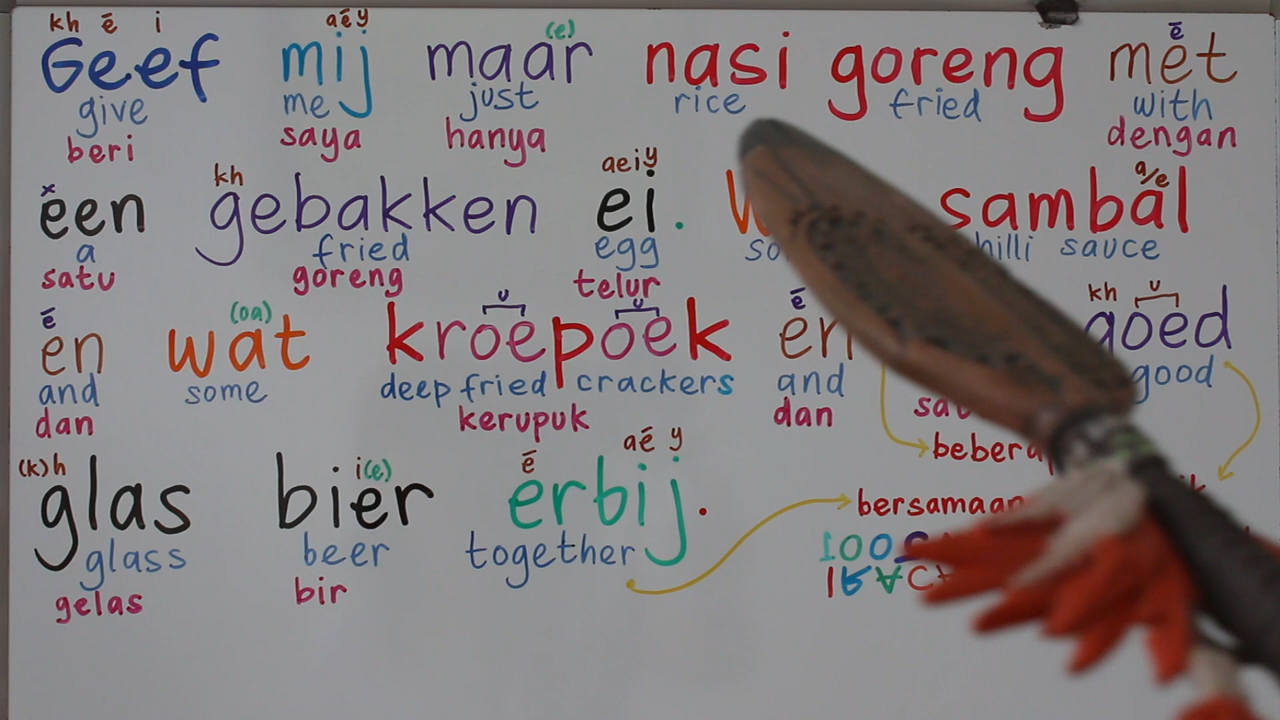 kh ē i aéy (e) ē
Geef mij maar nasi goreng met
give me just rice fried with
beri saya hanya dengan
x kh aeiy a/e
een gebakken ei. sambal
a fried egg sauce
satu goreng telur
ē (oa) u u ē kh u
en wat kroepoek en goed
and some deep fried crackers and good
dan kerupuk dan
(k)h i(e) ē aé y
glas bier erbij. bersamaan
glass beer together
gelas bir